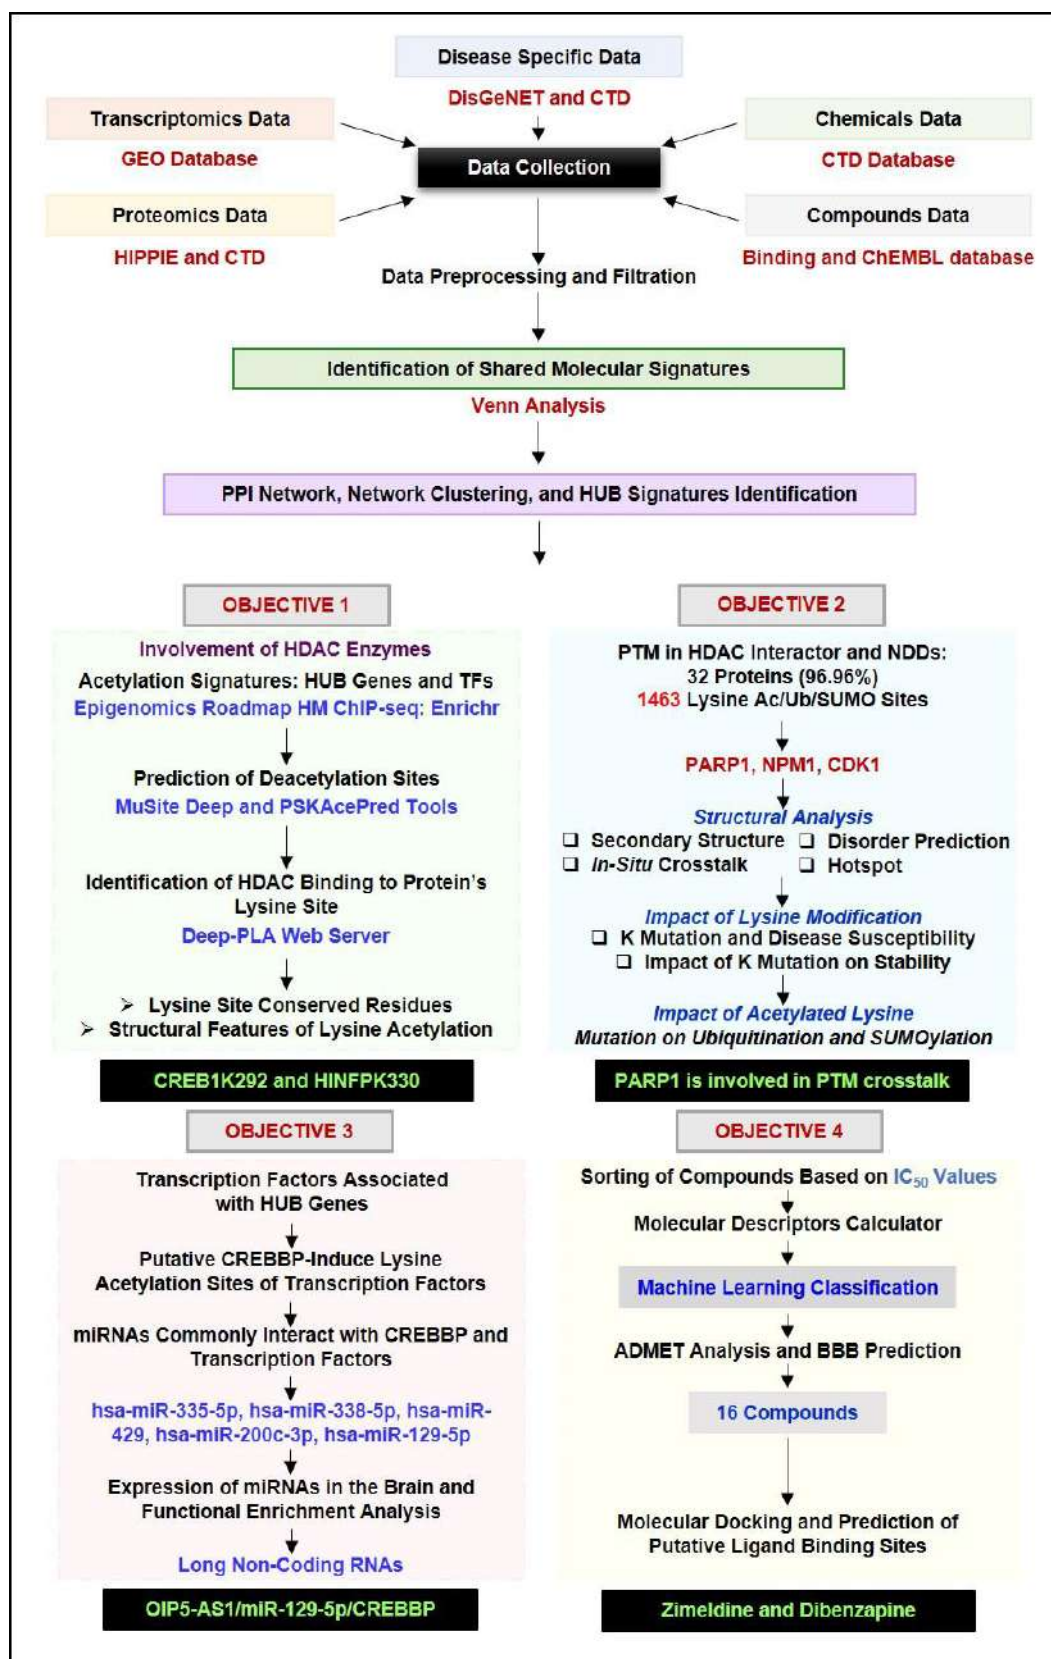 Disease Specific Data
DisGeNET and CTD
Transcriptomics Data
GEO Database
Chemicals Data
CTD Database
Data Collection
Proteomics Data
HIPPIE and CTD
Compounds Data
Binding and ChEMBL database
Data Preprocessing and Filtration
Identification of Shared Molecular Signatures
Venn Analysis
PPI Network, Network Clustering, and HUB Signatures Identification
OBJECTIVE 1
Involvement of HDAC Enzymes
Acetylation Signatures: HUB Genes and TFs
Epigenomics Roadmap HM ChIP-seq: Enrichr
Prediction of Deacetylation Sites
MuSite Deep and PSKAcePred Tools
Identification of HDAC Binding to Protein's
Lysine Site
Deep-PLA Web Server
➢ Lysine Site Conserved Residues
➢ Structural Features of Lysine Acetylation
CREB1K292 and HINFPK330
OBJECTIVE 2
PTM in HDAC Interactor and NDDs:
32 Proteins (96.96%)
1463 Lysine Ac/Ub/SUMO Sites
PARP1, NPM1, CDK1
Structural Analysis
❑ Secondary Structure ❑ Disorder Prediction
❑ In-Situ Crosstalk ❑ Hotspot
Impact of Lysine Modification
❑ K Mutation and Disease Susceptibility
❑ Impact of K Mutation on Stability
Impact of Acetylated Lysine
Mutation on Ubiquitination and SUMOylation
PARP1 is involved in PTM crosstalk
OBJECTIVE 3
Transcription Factors Associated
with HUB Genes
Putative CREBBP-Induce Lysine
Acetylation Sites of Transcription Factors
miRNAs Commonly Interact with CREBBP and
Transcription Factors
hsa-miR-335-5p, hsa-miR-338-5p, hsa-miR-
429, hsa-miR-200c-3p, hsa-miR-129-5p
Expression of miRNAs in the Brain and
Functional Enrichment Analysis
Long Non-Coding RNAs
OIP5-AS1/miR-129-5p/CREBBP
OBJECTIVE 4
Sorting of Compounds Based on IC₅₀ Values
Molecular Descriptors Calculator
Machine Learning Classification
ADMET Analysis and BBB Prediction
16 Compounds
Molecular Docking and Prediction of
Putative Ligand Binding Sites
Zimeldine and Dibenzapine